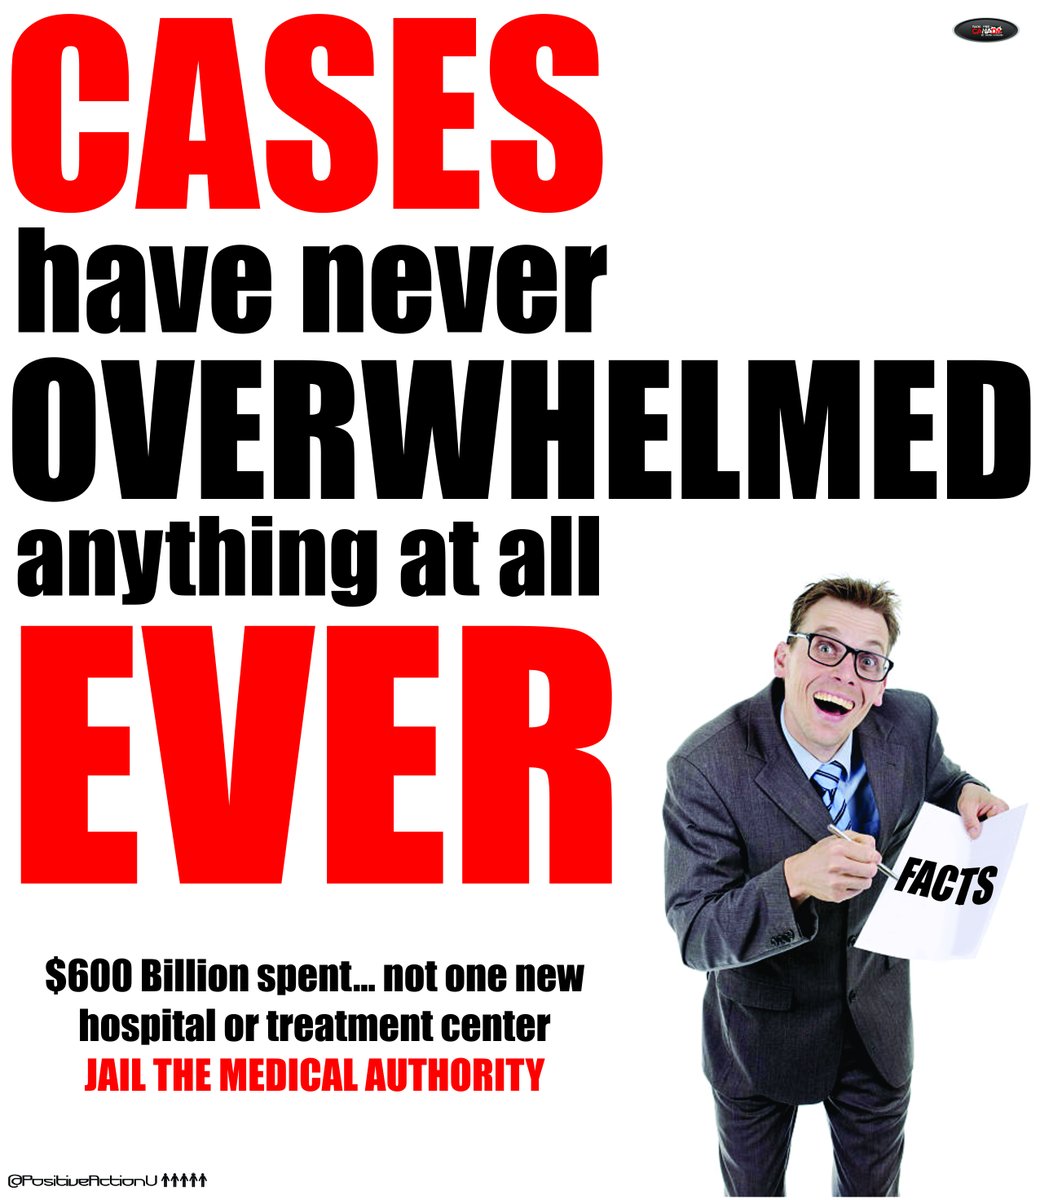 CASES
have never
OVERWHELMED
anything at all
EVER
FACTS
$600 Billion spent... not one new
hospital or treatment center
JAIL THE MEDICAL AUTHORITY
@PositiveActionU